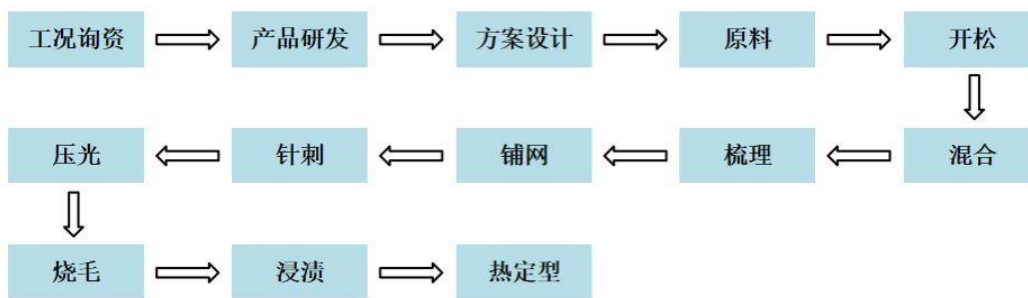 工况询资 产品研发 方案设计 原料 开松
压光 针刺 铺网 梳理 混合
烧毛 浸渍 热定型